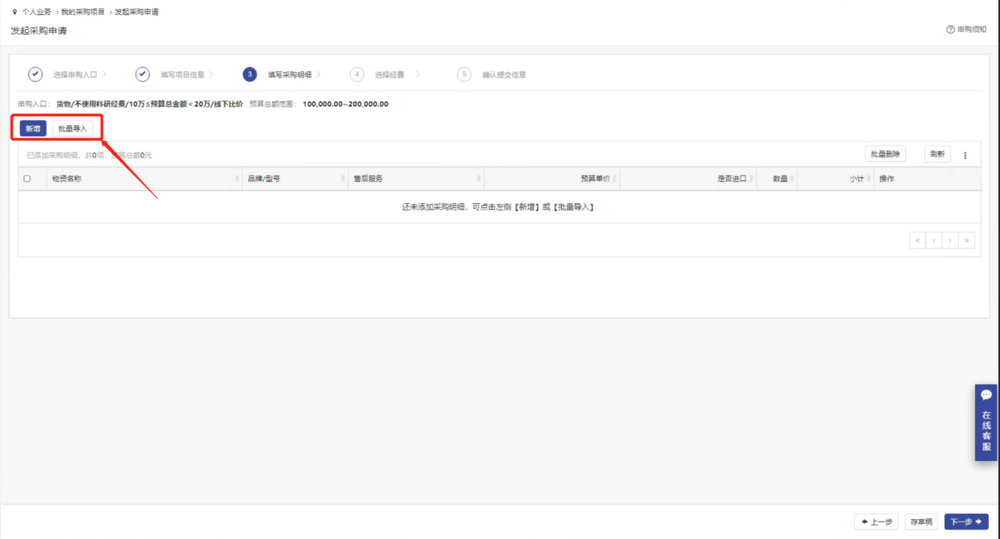 个人业务 > 我的采购项目 > 发起采购申请
发起采购申请
申购须知
选择申购入口 > 填写项目信息 > 3 填写采购明细 > 4 选择经费 > 5 确认提交信息
申购入口: 货物/不使用科研经费/10万≤预算总金额<20万/线下比价 预算总额范围: 100,000.00~200,000.00
新增 批量导入
已添加采购明细，共0项，预算总额0元 批量删除 刷新
物资名称 品牌/型号 售后服务 预算单价 是否进口 数量 小计 操作
还未添加采购明细，可点击左侧【新增】或【批量导入】
« ‹ › »
在线客服
上一步 存草稿 下一步